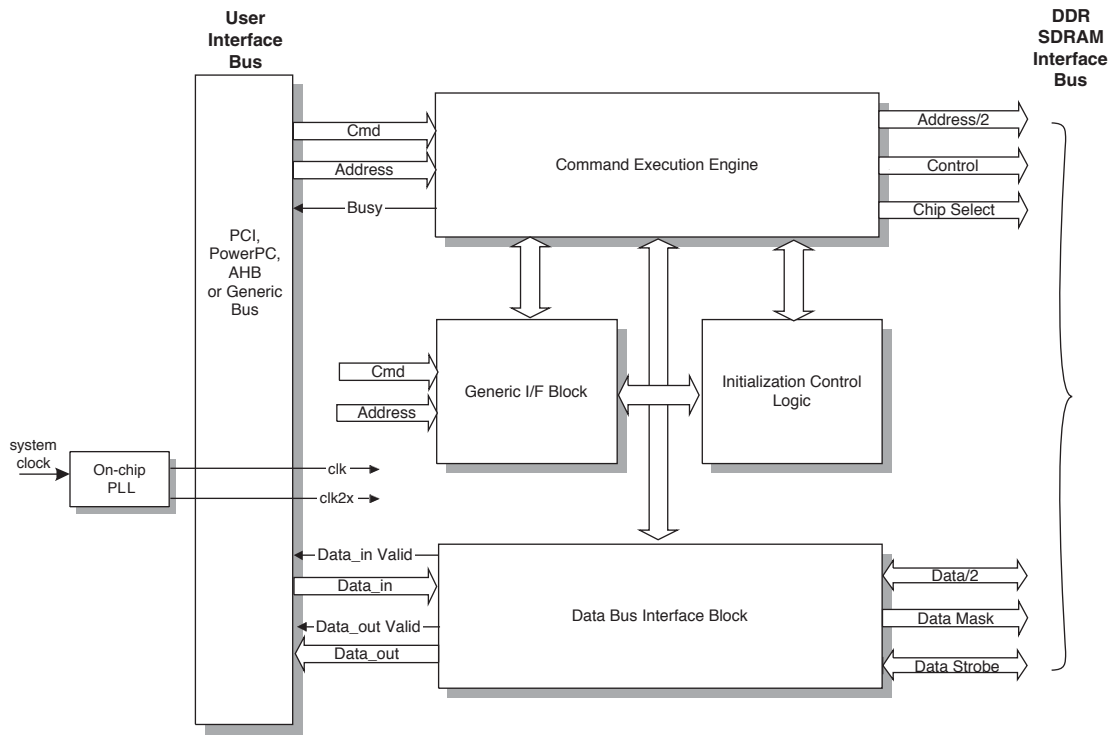 User
Interface
Bus
DDR
SDRAM
Interface
Bus
Cmd
Address
Busy
Command Execution Engine
Address/2
Control
Chip Select
PCI,
PowerPC,
AHB
or Generic
Bus
Cmd
Address
Generic I/F Block
Initialization Control
Logic
system
clock
On-chip
PLL
clk
clk2x
Data_in Valid
Data_in
Data_out Valid
Data_out
Data Bus Interface Block
Data/2
Data Mask
Data Strobe